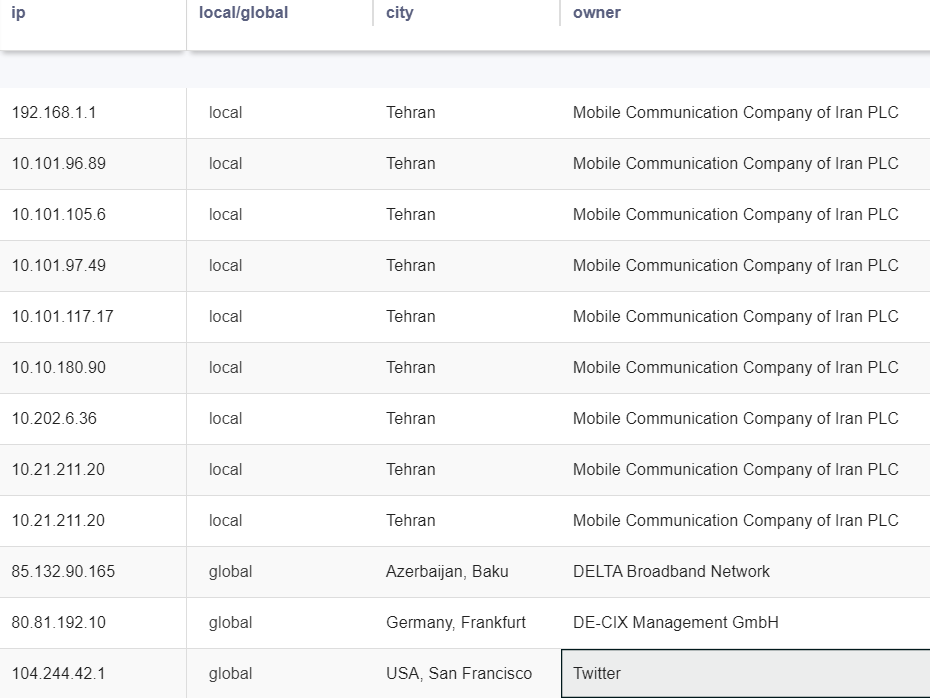 ip local/global city owner
192.168.1.1 local Tehran Mobile Communication Company of Iran PLC
10.101.96.89 local Tehran Mobile Communication Company of Iran PLC
10.101.105.6 local Tehran Mobile Communication Company of Iran PLC
10.101.97.49 local Tehran Mobile Communication Company of Iran PLC
10.101.117.17 local Tehran Mobile Communication Company of Iran PLC
10.10.180.90 local Tehran Mobile Communication Company of Iran PLC
10.202.6.36 local Tehran Mobile Communication Company of Iran PLC
10.21.211.20 local Tehran Mobile Communication Company of Iran PLC
10.21.211.20 local Tehran Mobile Communication Company of Iran PLC
85.132.90.165 global Azerbaijan, Baku DELTA Broadband Network
80.81.192.10 global Germany, Frankfurt DE-CIX Management GmbH
104.244.42.1 global USA, San Francisco Twitter